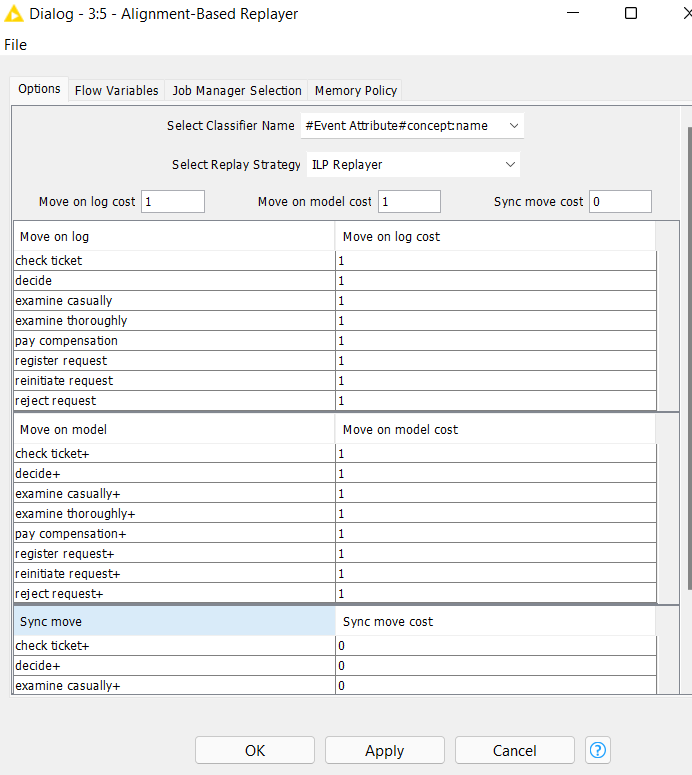 Dialog - 3:5 - Alignment-Based Replayer
File
Options Flow Variables Job Manager Selection Memory Policy
Select Classifier Name #Event Attribute#concept:name
Select Replay Strategy ILP Replayer
Move on log cost 1 Move on model cost 1 Sync move cost 0
Move on log Move on log cost
check ticket 1
decide 1
examine casually 1
examine thoroughly 1
pay compensation 1
register request 1
reinitiate request 1
reject request 1
Move on model Move on model cost
check ticket+ 1
decide+ 1
examine casually+ 1
examine thoroughly+ 1
pay compensation+ 1
register request+ 1
reinitiate request+ 1
reject request+ 1
Sync move Sync move cost
check ticket+ 0
decide+ 0
examine casually+ 0
OK Apply Cancel ?